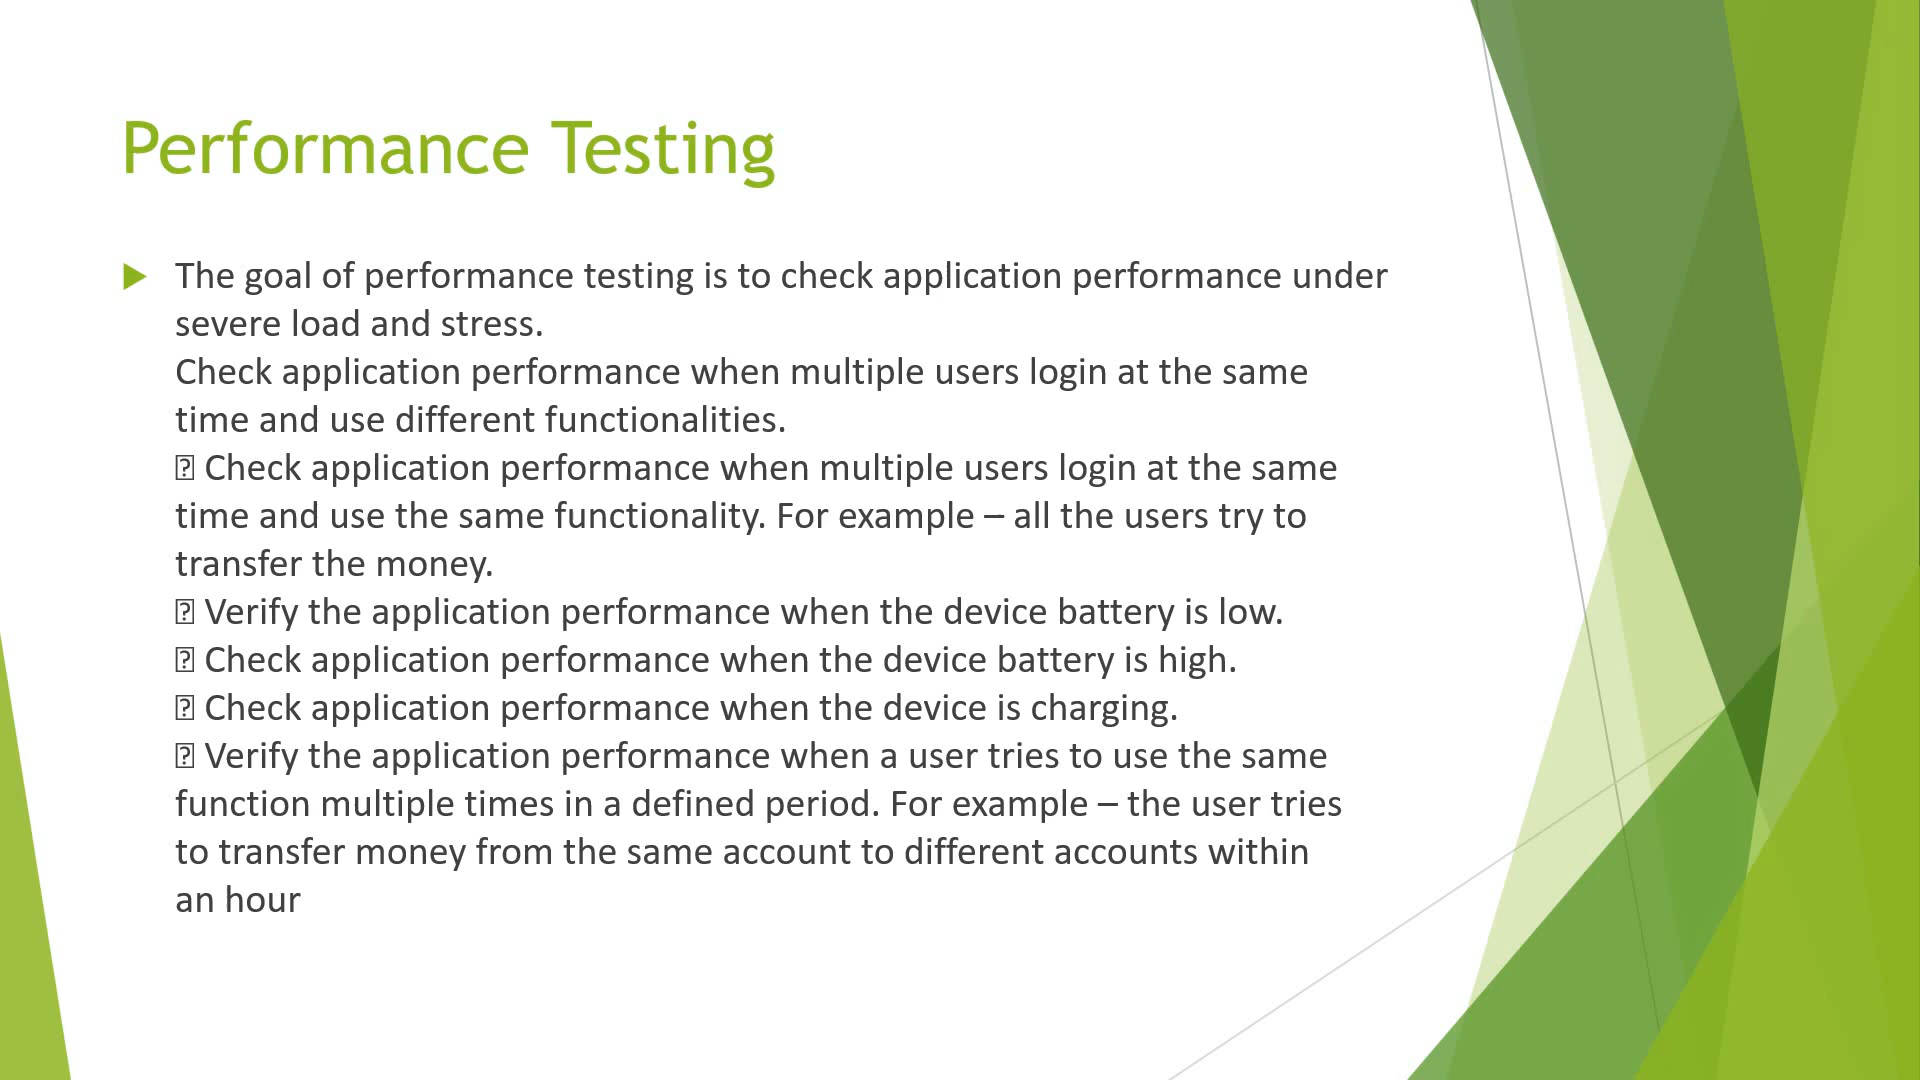 Performance Testing
The goal of performance testing is to check application performance under
severe load and stress.
Check application performance when multiple users login at the same
time and use different functionalities.
⍰ Check application performance when multiple users login at the same
time and use the same functionality. For example – all the users try to
transfer the money.
⍰ Verify the application performance when the device battery is low.
⍰ Check application performance when the device battery is high.
⍰ Check application performance when the device is charging.
⍰ Verify the application performance when a user tries to use the same
function multiple times in a defined period. For example – the user tries
to transfer money from the same account to different accounts within
an hour